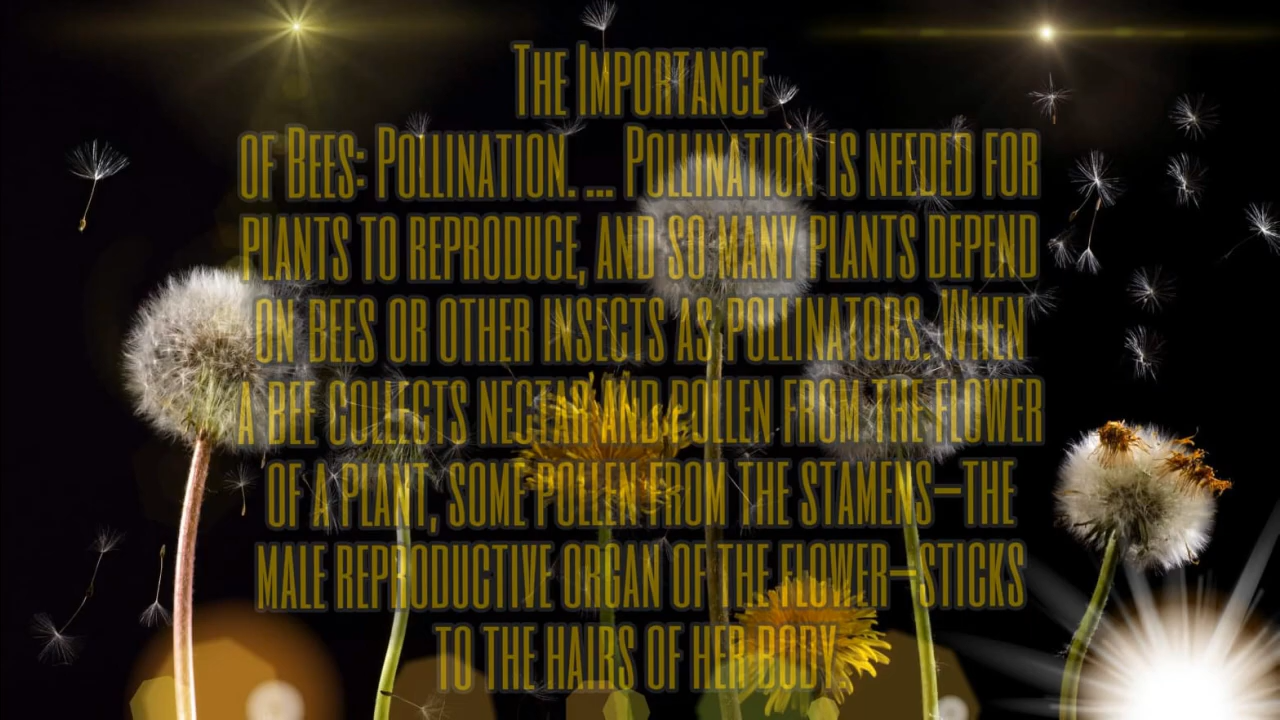 The Importance
of Bees: Pollination. ... Pollination is needed for
plants to reproduce, and so many plants depend
on bees or other insects as pollinators. When
a bee collects nectar and pollen from the flower
of a plant, some pollen from the stamens—the
male reproductive organ of the flower—sticks
to the hairs of her body.